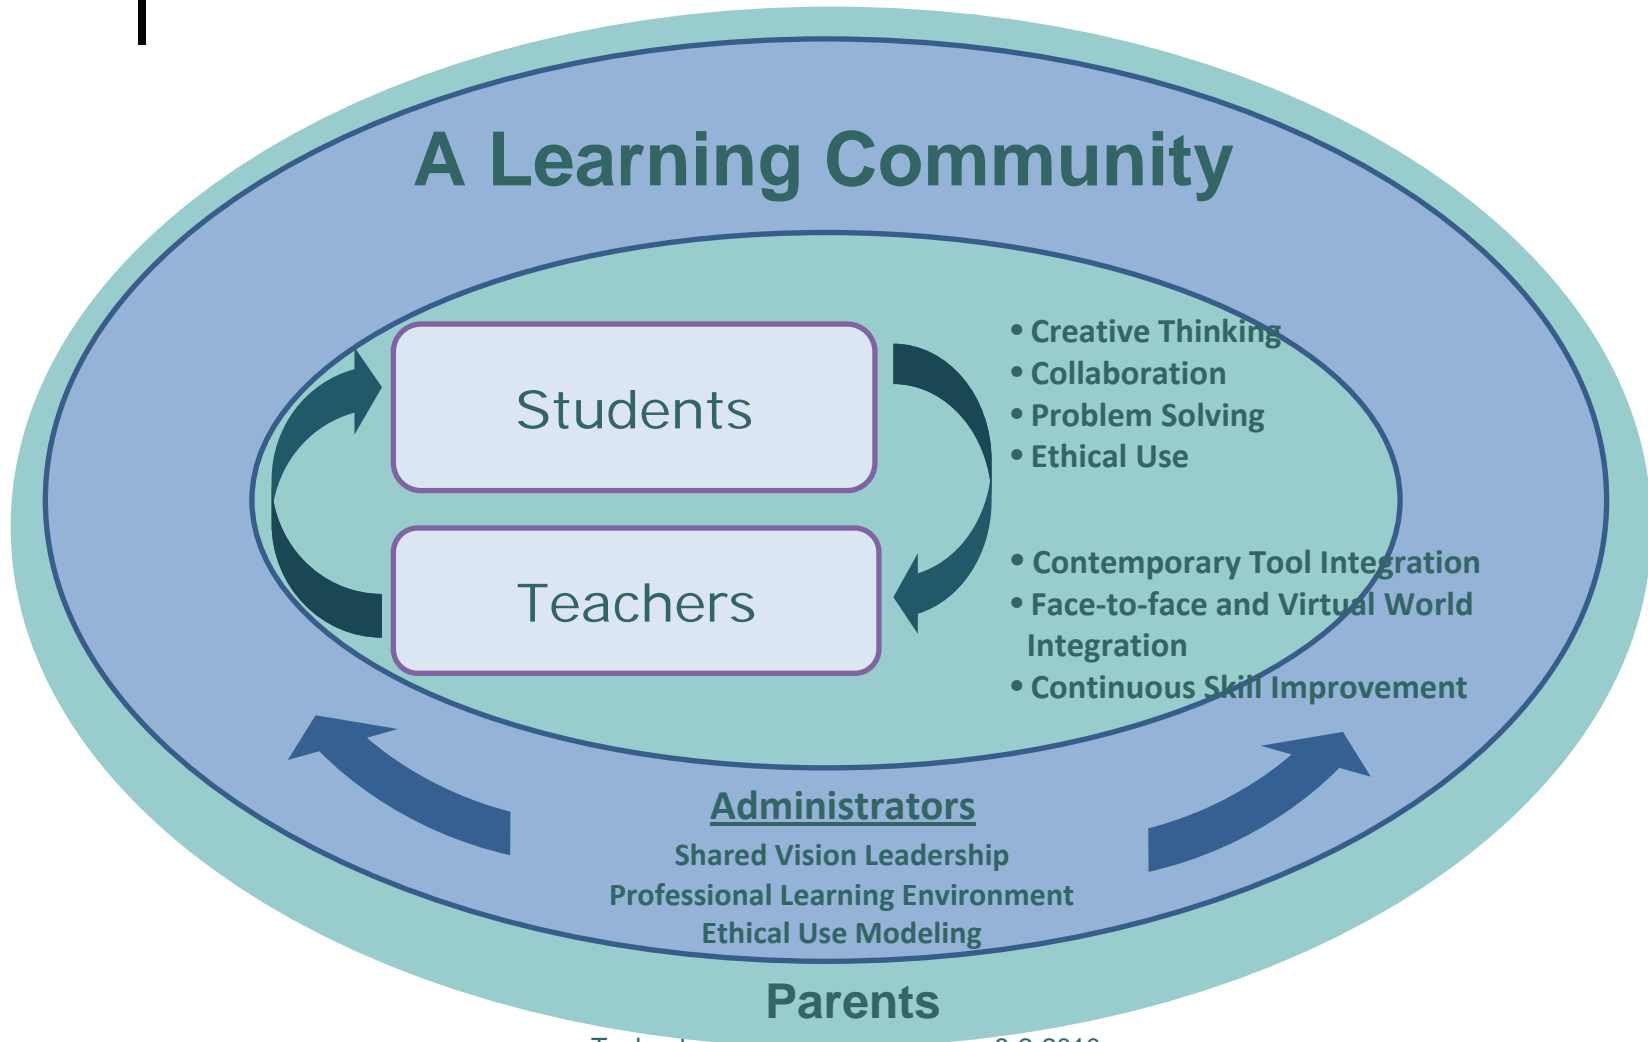 A Learning Community
Students
• Creative Thinking
• Collaboration
• Problem Solving
• Ethical Use
Teachers
• Contemporary Tool Integration
• Face-to-face and Virtual World
Integration
• Continuous Skill Improvement
Administrators
Shared Vision Leadership
Professional Learning Environment
Ethical Use Modeling
Parents